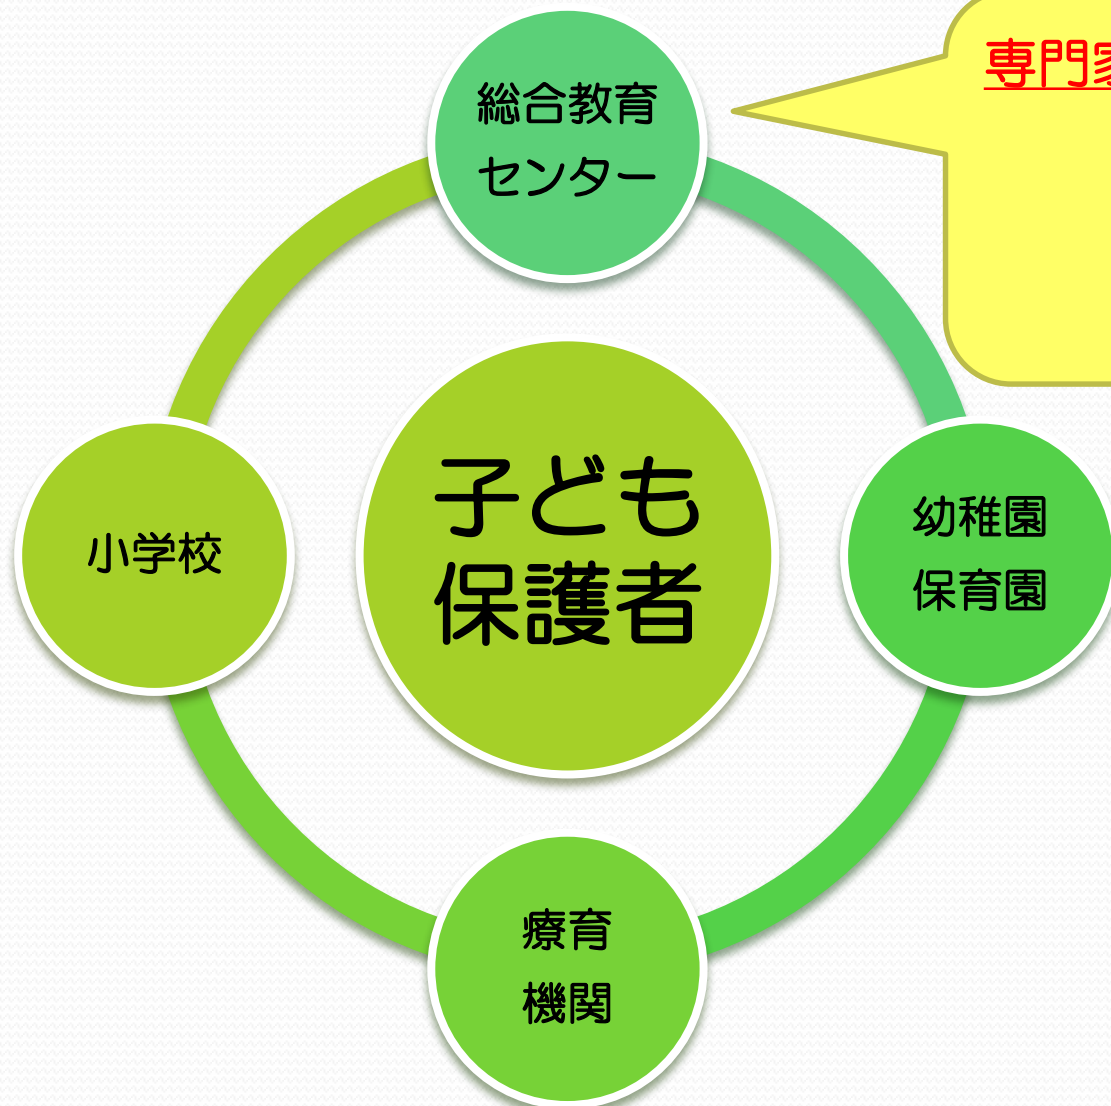 総合教育
センター
専門家
子ども
保護者
小学校
幼稚園
保育園
療育
機関